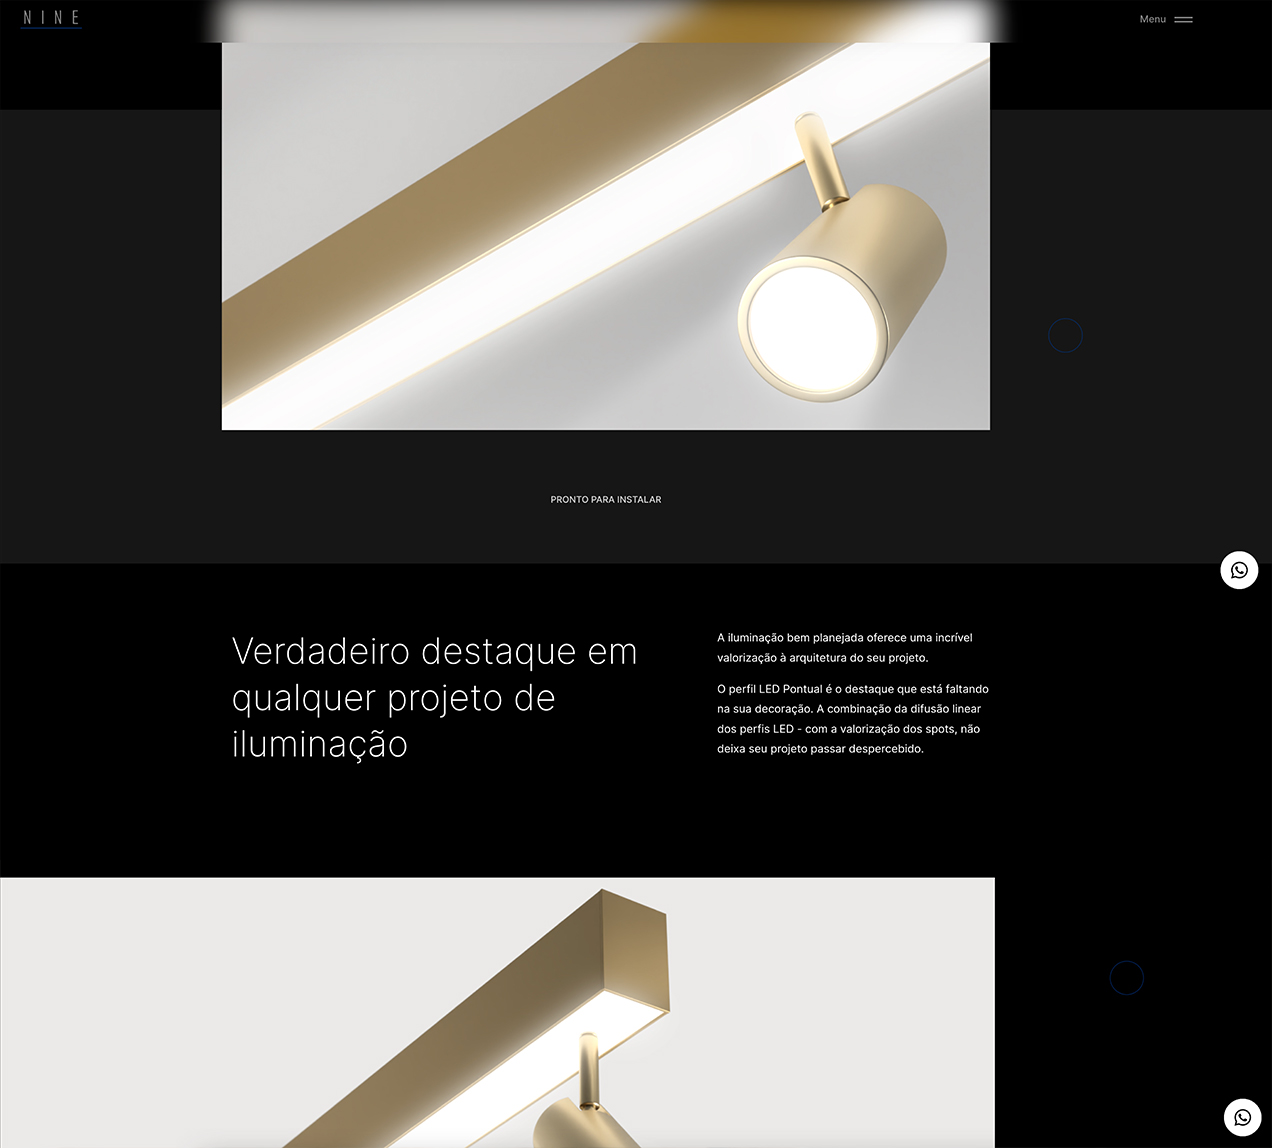 NINE
Menu
PRONTO PARA INSTALAR
Verdadeiro destaque em
qualquer projeto de
iluminação
A iluminação bem planejada oferece uma incrível
valorização à arquitetura do seu projeto.
O perfil LED Pontual é o destaque que está faltando
na sua decoração. A combinação da difusão linear
dos perfis LED - com a valorização dos spots, não
deixa seu projeto passar despercebido.